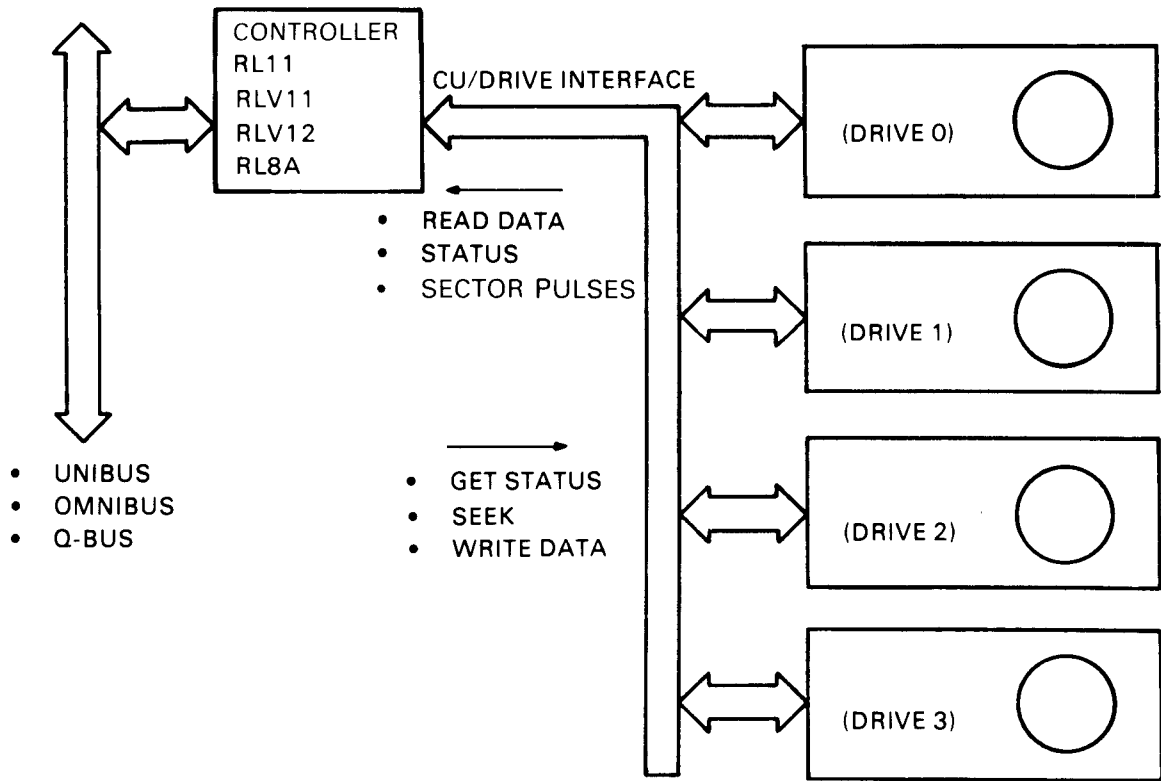 CONTROLLER
RL11
RLV11
RLV12
RL8A
CU/DRIVE INTERFACE
(DRIVE 0)
• READ DATA
• STATUS
• SECTOR PULSES
(DRIVE 1)
• UNIBUS
• OMNIBUS
• Q-BUS
• GET STATUS
• SEEK
• WRITE DATA
(DRIVE 2)
(DRIVE 3)